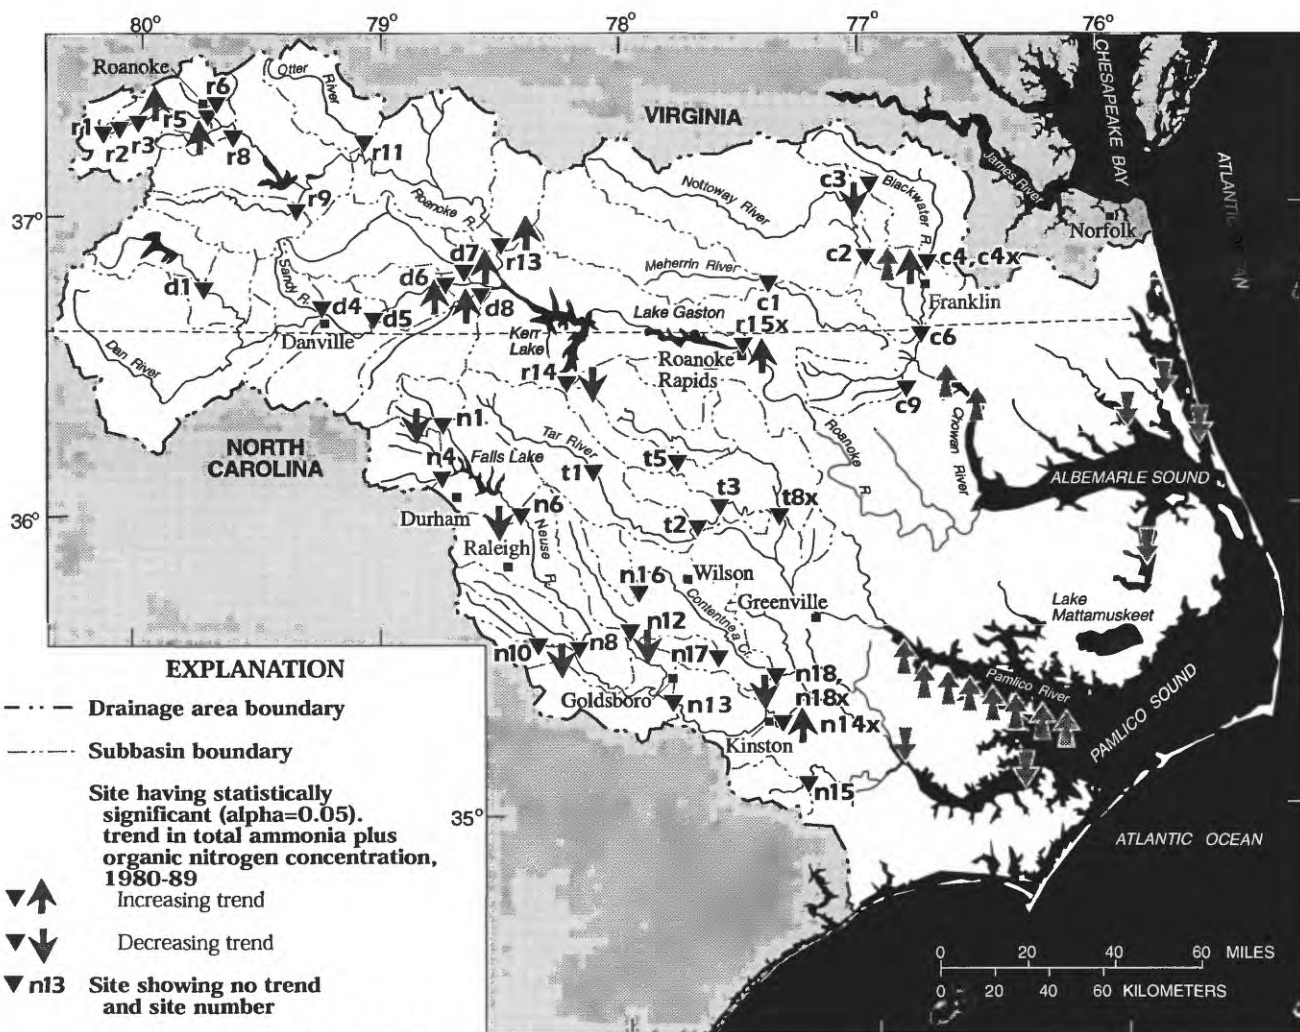 80° 79° 78° 77° 76°
Roanoke
r6
Otter River
r5
r1
r2
r3
r8
r11
r9
VIRGINIA
CHESAPEAKE BAY
ATLANTIC
James River
Nottoway River
c3
Blackwater R.
37°
Roanoke R.
Norfolk
d7
r13
c2
c4, c4x
d6
Meherrin River
d1
Sandy R.
d8
c1
Franklin
d4
d5
Lake Gaston
Danville
Kerr
Lake
r15x
c6
Dan River
Roanoke
Rapids
r14
c9
NORTH
CAROLINA
n1
Chowan River
n4
Falls Lake
Tar River
t5
Roanoke R.
t1
ALBEMARLE SOUND
t3
t8x
36°
Durham
n6
t2
Raleigh
Neuse R.
n16
Wilson
Contentnea Cr.
Greenville
Lake
Mattamuskeet
n12
n10
n8
n17
n18,
n18x
Pamlico River
PAMLICO SOUND
Goldsboro
n13
n14x
Kinston
n15
35°
ATLANTIC OCEAN
EXPLANATION
Drainage area boundary
Subbasin boundary
Site having statistically
significant (alpha=0.05).
trend in total ammonia plus
organic nitrogen concentration,
1980-89
Increasing trend
Decreasing trend
n13 Site showing no trend
and site number
0 20 40 60 MILES
0 20 40 60 KILOMETERS